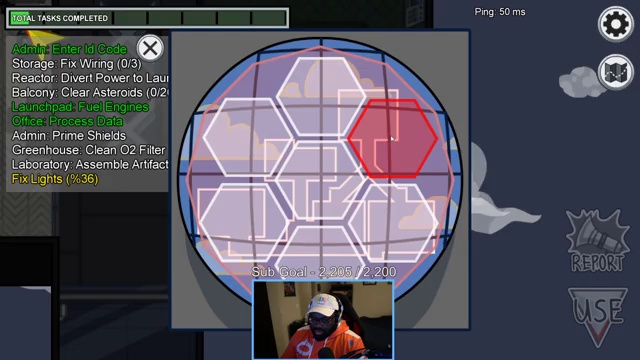 TOTAL TASKS COMPLETED
Ping: 50 ms
Admin: Enter Id Code
Storage: Fix Wiring (0/3)
Reactor: Divert Power to Laun
Balcony: Clear Asteroids (0/20
Launchpad: Fuel Engines
Office: Process Data
Admin: Prime Shields
Greenhouse: Clean O2 Filter
Laboratory: Assemble Artifact
Fix Lights (%36)
Sub Goal - 2,205 / 2,200
REPORT
USE